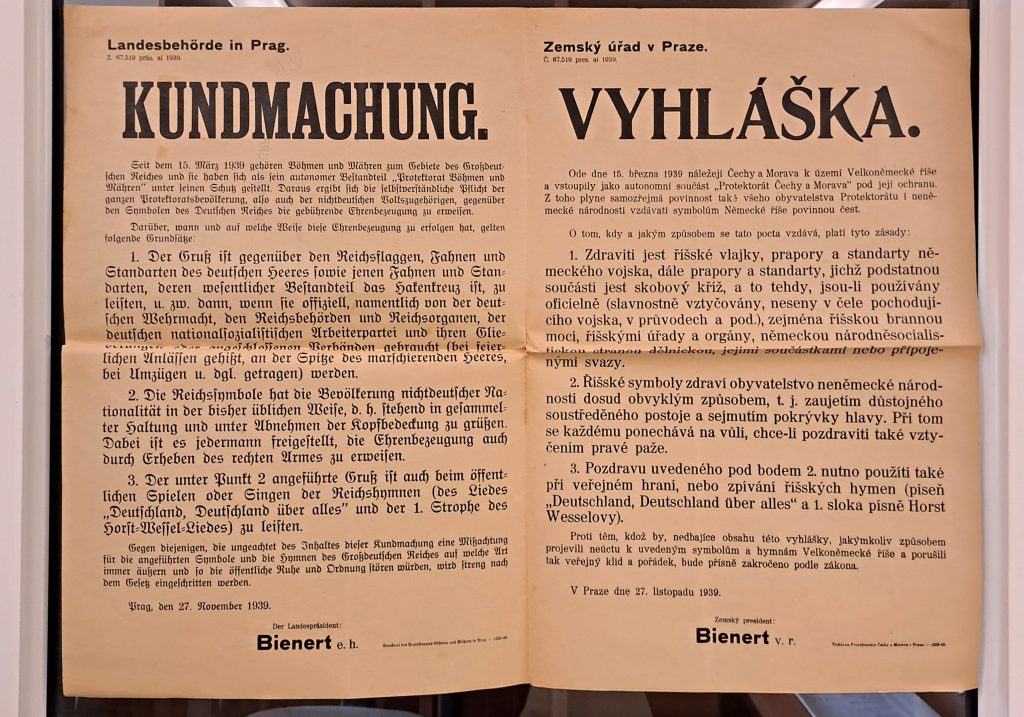 Landesbehörde in Prag.
Z. 67.519 präs. ai 1939.
KUNDMACHUNG.
Seit dem 15. März 1939 gehören Böhmen und Mähren zum Gebiete des Großdeut-
schen Reiches und sie haben sich als sein autonomer Bestandteil „Protektorat Böhmen und
Mähren" unter seinen Schutz gestellt. Daraus ergibt sich die selbstverständliche Pflicht der
ganzen Protektoratsbevölkerung, also auch der nichtdeutschen Volkszugehörigen, gegenüber
den Symbolen des Deutschen Reiches die gebührende Ehrenbezeugung zu erweisen.
Darüber, wann und auf welche Weise diese Ehrenbezeugung zu erfolgen hat, gelten
folgende Grundsätze:
1. Der Gruß ist gegenüber den Reichsflaggen, Fahnen und
Standarten des deutschen Heeres sowie jenen Fahnen und Stan-
darten, deren wesentlicher Bestandteil das Hakenkreuz ist, zu
leisten, u. zw. dann, wenn sie offiziell, namentlich von der deut-
schen Wehrmacht, den Reichsbehörden und Reichsorganen, der
deutschen nationalsozialistischen Arbeiterpartei und ihren Glie-
angeschlossenen Verbänden gebraucht (bei feier-
lichen Anlässen gehißt, an der Spitze des marschierenden Heeres,
bei Umzügen u. dgl. getragen) werden.
2. Die Reichssymbole hat die Bevölkerung nichtdeutscher Na-
tionalität in der bisher üblichen Weise, d. h. stehend in gesammel-
ter Haltung und unter Abnehmen der Kopfbedeckung zu grüßen.
Dabei ist es jedermann freigestellt, die Ehrenbezeugung auch
durch Erheben des rechten Armes zu erweisen.
3. Der unter Punkt 2 angeführte Gruß ist auch beim öffent-
lichen Spielen oder Singen der Reichshymnen (des Liedes
„Deutschland, Deutschland über alles" und der 1. Strophe des
Horst-Wessel-Liedes) zu leisten.
Gegen diejenigen, die ungeachtet des Inhaltes dieser Kundmachung eine Mißachtung
für die angeführten Symbole und die Hymnen des Großdeutschen Reiches auf welche Art
immer äußern und so die öffentliche Ruhe und Ordnung stören würden, wird streng nach
dem Gesetz eingeschritten werden.
Prag, den 27. November 1939.
Der Landespräsident:
Bienert e. h.
Zemský úřad v Praze.
Č. 67.519 pres. ai 1939.
VYHLÁŠKA.
Ode dne 15. března 1939 náležejí Čechy a Morava k území Velkoněmecké říše
a vstoupily jako autonomní součást „Protektorát Čechy a Morava" pod její ochranu.
Z toho plyne samozřejmá povinnost také všeho obyvatelstva Protektorátu i neně-
mecké národnosti vzdávati symbolům Německé říše povinnou čest.
O tom, kdy a jakým způsobem se tato pocta vzdává, platí tyto zásady:
1. Zdraviti jest říšské vlajky, prapory a standarty ně-
meckého vojska, dále prapory a standarty, jichž podstatnou
součástí jest skobový kříž, a to tehdy, jsou-li používány
oficielně (slavnostně vztyčovány, neseny v čele pochodují-
cího vojska, v průvodech a pod.), zejména říšskou brannou
mocí, říšskými úřady a orgány, německou národněsocialis-
tickou stranou dělnickou, jejími součástkami nebo připoje-
nými svazy.
2. Říšské symboly zdraví obyvatelstvo neněmecké národ-
nosti dosud obvyklým způsobem, t. j. zaujetím důstojného
soustředěného postoje a sejmutím pokrývky hlavy. Při tom
se každému ponechává na vůli, chce-li pozdraviti také vzty-
čením pravé paže.
3. Pozdravu uvedeného pod bodem 2. nutno použíti také
při veřejném hraní, nebo zpívání říšských hymen (píseň
„Deutschland, Deutschland über alles" a 1. sloka písně Horst
Wesselovy).
Proti těm, kdož by, nedbajíce obsahu této vyhlášky, jakýmkoliv způsobem
projevili neúctu k uvedeným symbolům a hymnám Velkoněmecké říše a porušili
tak veřejný klid a pořádek, bude přísně zakročeno podle zákona.
V Praze dne 27. listopadu 1939.
Zemský president:
Bienert v. r.